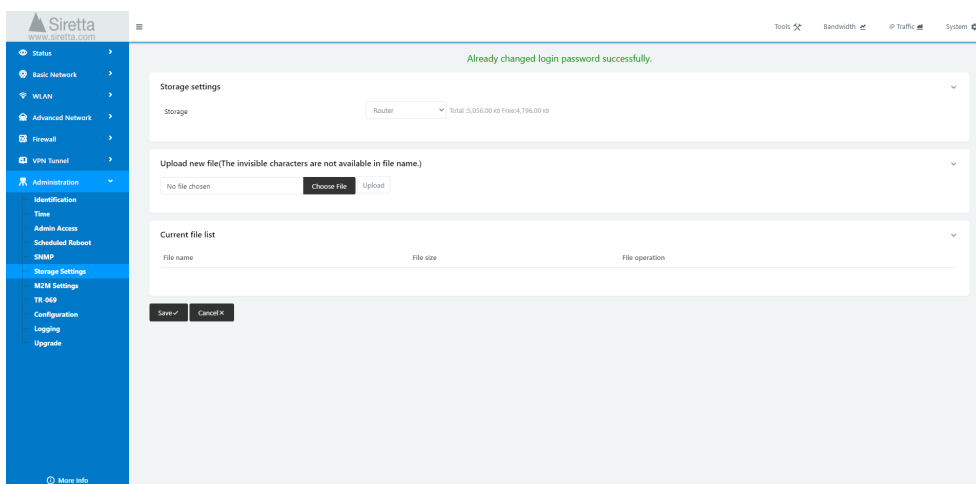 Siretta
www.siretta.com
Tools
Bandwidth
IP Traffic
System
Status
Basic Network
WLAN
Advanced Network
Firewall
VPN Tunnel
Administration
Identification
Time
Admin Access
Scheduled Reboot
SNMP
Storage Settings
M2M Settings
TR-069
Configuration
Logging
Upgrade
More Info
Already changed login password successfully.
Storage settings
Storage Router Total :5,056.00 KB Free:4,796.00 KB
Upload new file(The invisible characters are not available in file name.)
No file chosen Choose File Upload
Current file list
File name File size File operation
Save Cancel